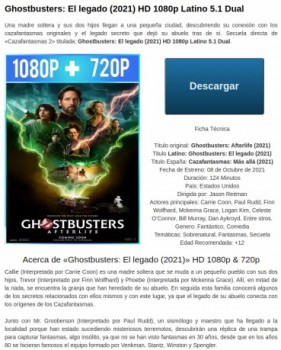 Ghostbusters: El legado (2021) HD 1080p Latino 5.1 Dual
Una madre soltera y sus dos hijos llegan a una pequeña ciudad, descubriendo su conexión con los
cazafantasmas originales y el legado secreto que dejó su abuelo tras de sí. Secuela directa de
«Cazafantasmas 2» titulada: Ghostbusters: El legado (2021) HD 1080p Latino 5.1 Dual.
1080P + 720P
GHOSTBUSTERS
AFTERLIFE
COMING SOON
Descargar
Ficha Técnica
Titulo original: Ghostbusters: Afterlife (2021)
Titulo Latino: Ghostbusters: El legado (2021)
Titulo España: Cazafantasmas: Más allá (2021)
Fecha de Estreno: 08 de Octubre de 2021
Duración: 124 Minutos
País: Estados Unidos
Dirigida por: Jason Reitman
Actores principales: Carrie Coon, Paul Rudd, Finn
Wolfhard, Mckenna Grace, Logan Kim, Celeste
O'Connor, Bill Murray, Dan Aykroyd. Entre otros.
Genero: Fantástico, Comedia
Temáticas: Sobrenatural, Fantasmas, Secuela
Edad Recomendada: +12
Acerca de «Ghostbusters: El legado (2021)» HD 1080p & 720p
Callie (Interpretada por Carrie Coon) es una madre soltera que se muda a un pequeño pueblo con sus dos
hijos, Trevor (Interpretada por Finn Wolfhard) y Phoebe (Interpretada por Mckenna Grace), Allí, en mitad de
la nada, se encuentra la granja que han heredado de su abuelo. En seguida esta familia conocerá algunos
de los secretos relacionados con ellos mismos y con este lugar, ya que el legado de su abuelo conecta con
los orígenes de los Cazafantasmas.
Junto con Mr. Grooberson (Interpretado por Paul Rudd), un sismólogo y maestro que ha llegado a la
localidad porque han estado sucediendo misteriosos terremotos, descubrirán una réplica de una trampa
para capturar fantasmas, algo insólito, ya que no se han visto fantasmas en 30 años, desde que en los años
80 se hicieran famosos el equipo formado por Venkman, Stantz, Winston y Spengler.